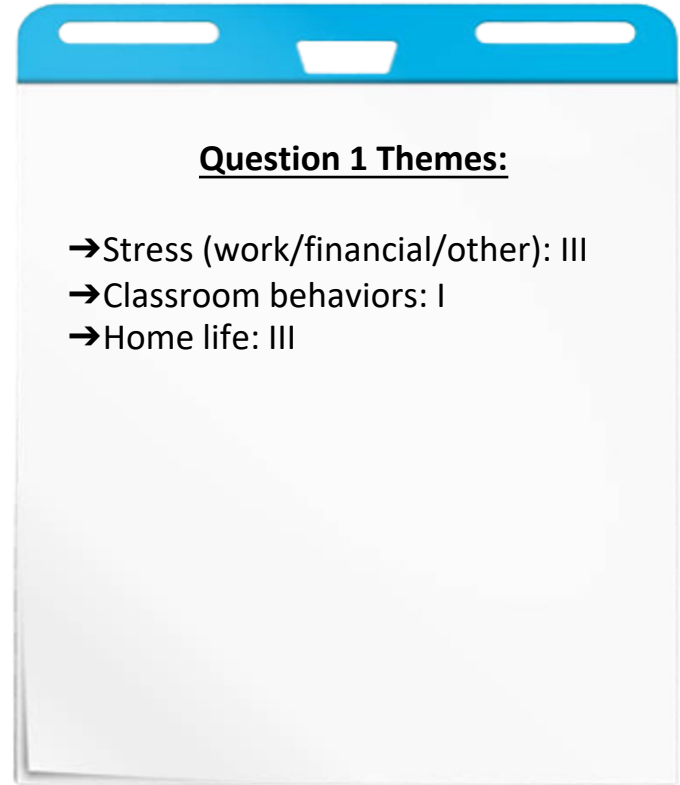 Question 1 Themes:
➔Stress (work/financial/other): III
➔Classroom behaviors: I
➔Home life: III